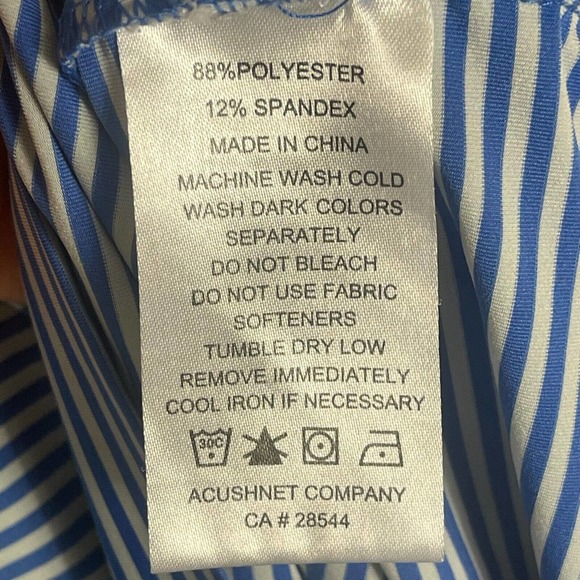 88%POLYESTER
12% SPANDEX
MADE IN CHINA
MACHINE WASH COLD
WASH DARK COLORS
SEPARATELY
DO NOT BLEACH
DO NOT USE FABRIC
SOFTENERS
TUMBLE DRY LOW
REMOVE IMMEDIATELY
COOL IRON IF NECESSARY
30C
ACUSHNET COMPANY
CA # 28544